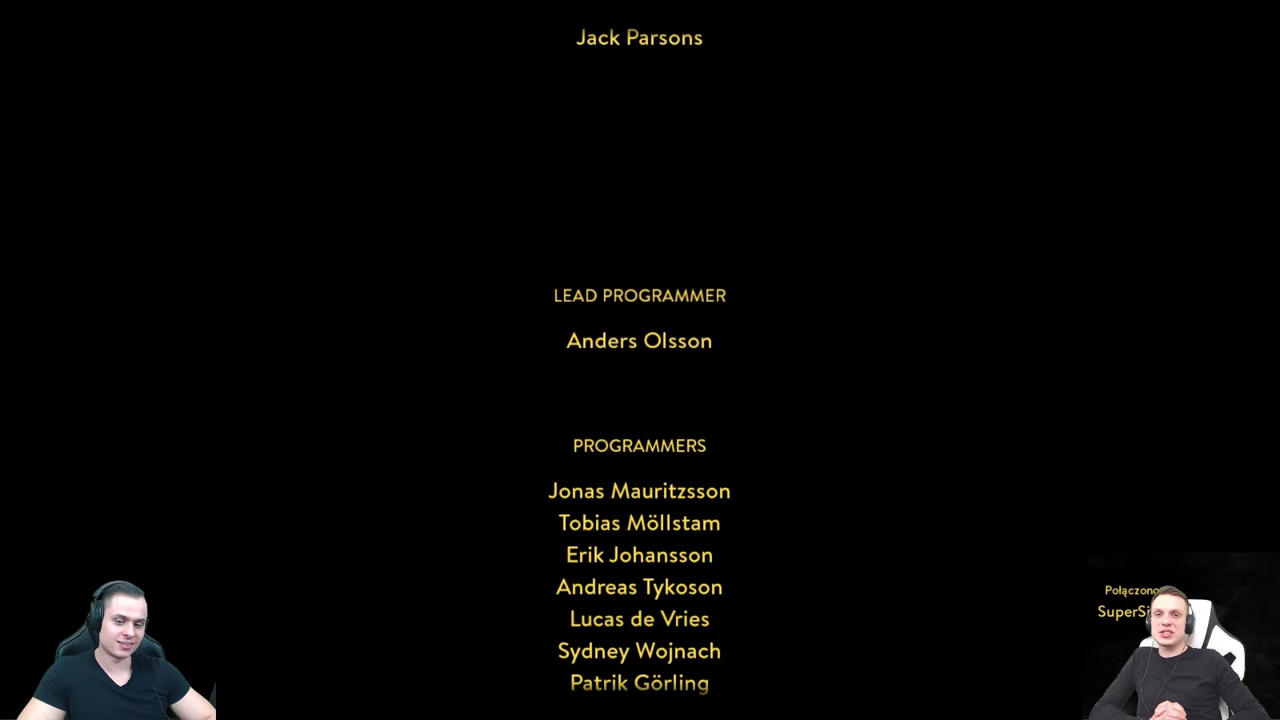 Jack Parsons
LEAD PROGRAMMER
Anders Olsson
PROGRAMMERS
Jonas Mauritzsson
Tobias Möllstam
Erik Johansson
Andreas Tykoson
Lucas de Vries
Sydney Wojnach
Patrik Görling
Połączono